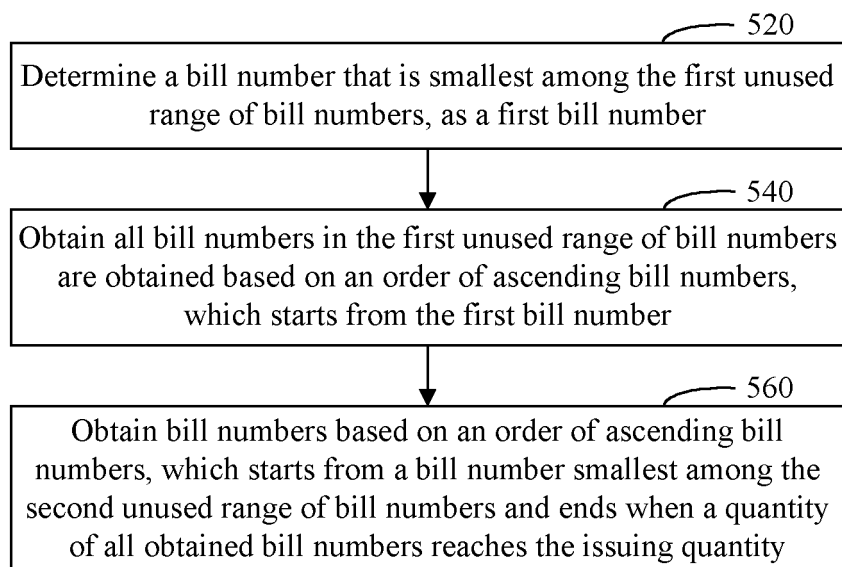 520
Determine a bill number that is smallest among the first unused
range of bill numbers, as a first bill number
540
Obtain all bill numbers in the first unused range of bill numbers
are obtained based on an order of ascending bill numbers,
which starts from the first bill number
560
Obtain bill numbers based on an order of ascending bill
numbers, which starts from a bill number smallest among the
second unused range of bill numbers and ends when a quantity
of all obtained bill numbers reaches the issuing quantity